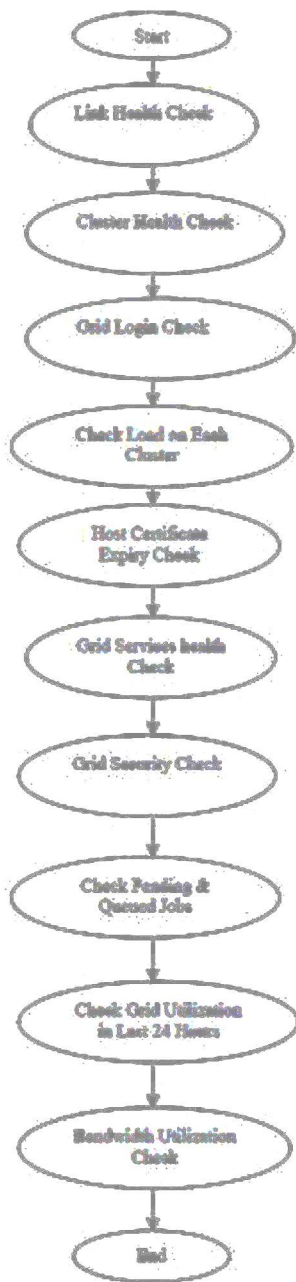 Start
Link Health Check
Cluster Health Check
Grid Login Check
Check Load on Each
Cluster
Host Certificate
Expiry Check
Grid Services health
Check
Grid Security Check
Check Pending &
Queued Jobs
Check Grid Utilization
in Last 24 Hours
Bandwidth Utilization
Check
End